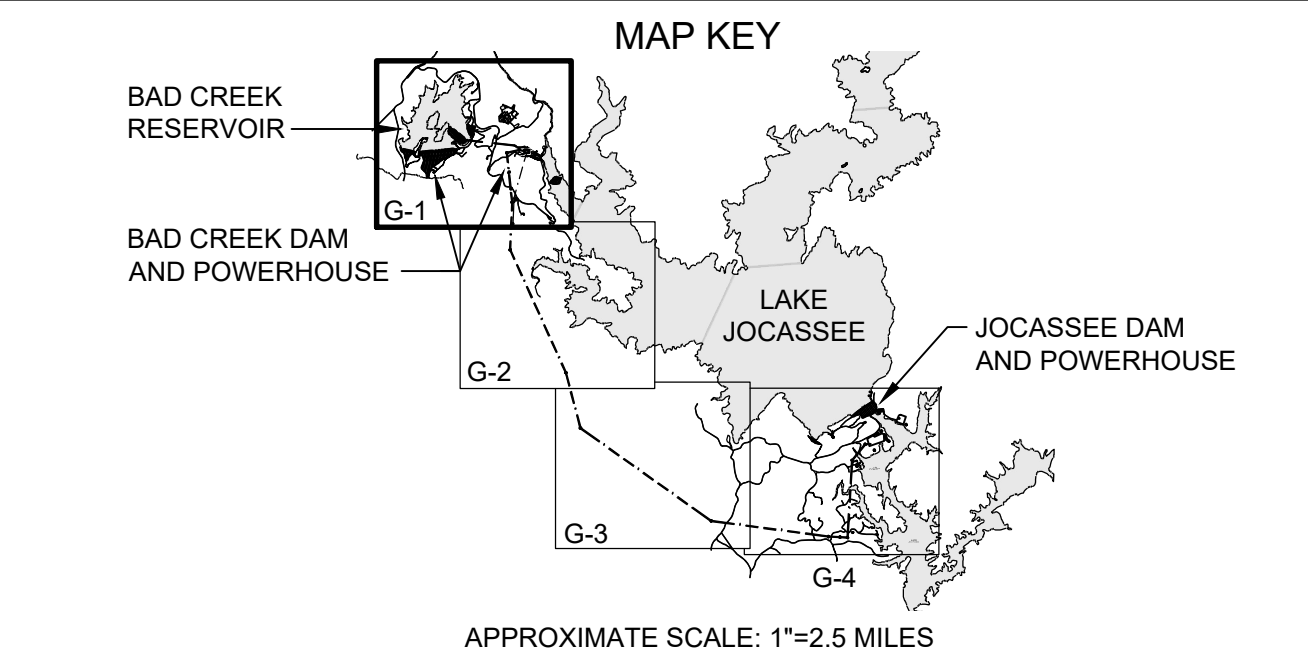 MAP KEY
BAD CREEK
RESERVOIR
G-1
BAD CREEK DAM
AND POWERHOUSE
LAKE
JOCASSEE
JOCASSEE DAM
AND POWERHOUSE
G-2
G-3
G-4
APPROXIMATE SCALE: 1"=2.5 MILES